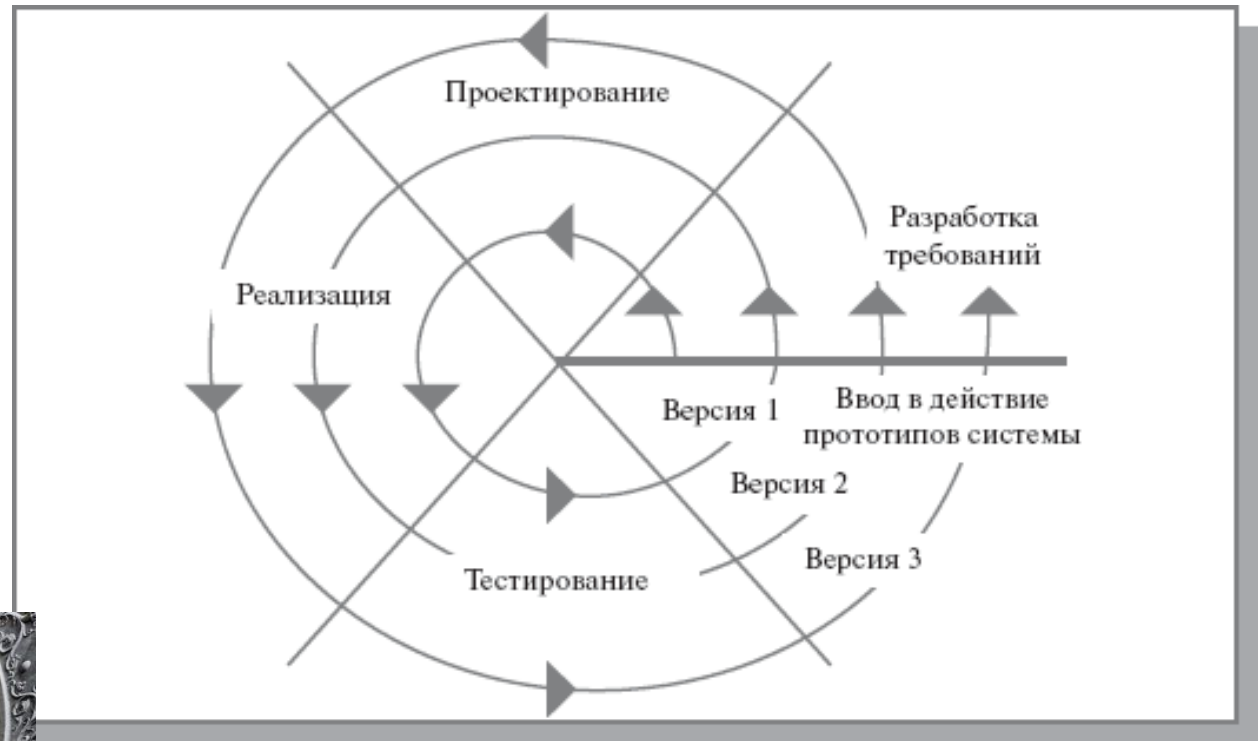 Проектирование
Разработка
требований
Реализация
Версия 1
Ввод в действие
прототипов системы
Версия 2
Версия 3
Тестирование